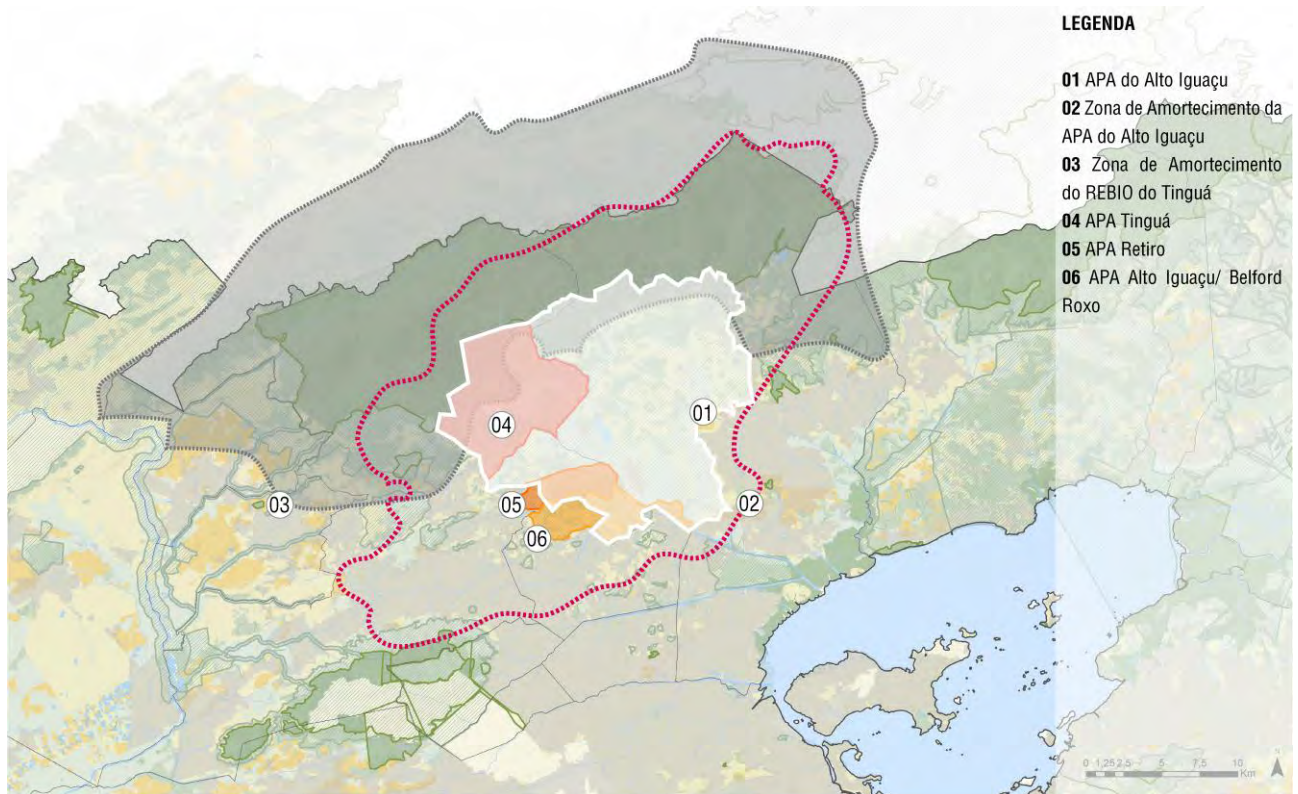 LEGENDA
01 APA do Alto Iguaçu
02 Zona de Amortecimento da
APA do Alto Iguaçu
03 Zona de Amortecimento
do REBIO do Tinguá
04 APA Tinguá
05 APA Retiro
06 APA Alto Iguaçu/ Belford
Roxo
01
04
03
05
02
06
0 1,25 2,5 5 7,5 10
Km
N